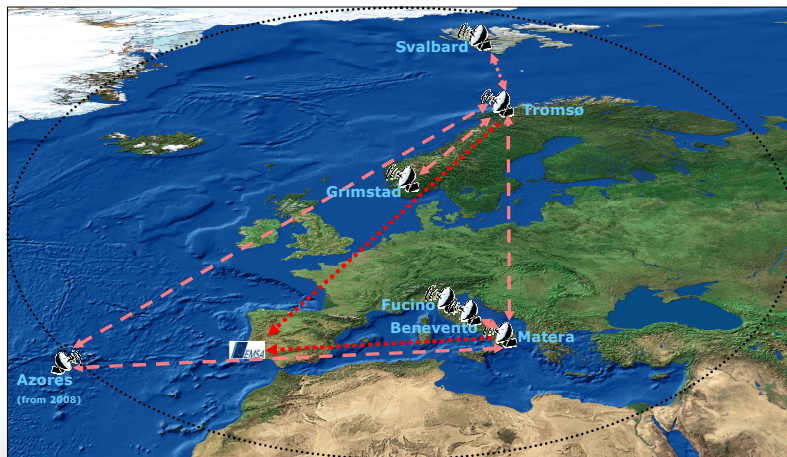 Svalbard
Tromsø
Grimstad
Fucino
Benevento
Matera
EMSA
Azores
(from 2008)